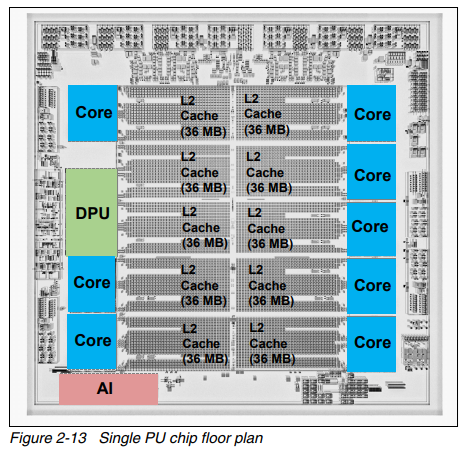 Core
L2
Cache
(36 MB)
L2
Cache
(36 MB)
Core
L2
Cache
(36 MB)
L2
Cache
(36 MB)
Core
DPU
L2
Cache
(36 MB)
L2
Cache
(36 MB)
Core
Core
L2
Cache
(36 MB)
L2
Cache
(36 MB)
Core
Core
L2
Cache
(36 MB)
L2
Cache
(36 MB)
Core
AI
Figure 2-13 Single PU chip floor plan